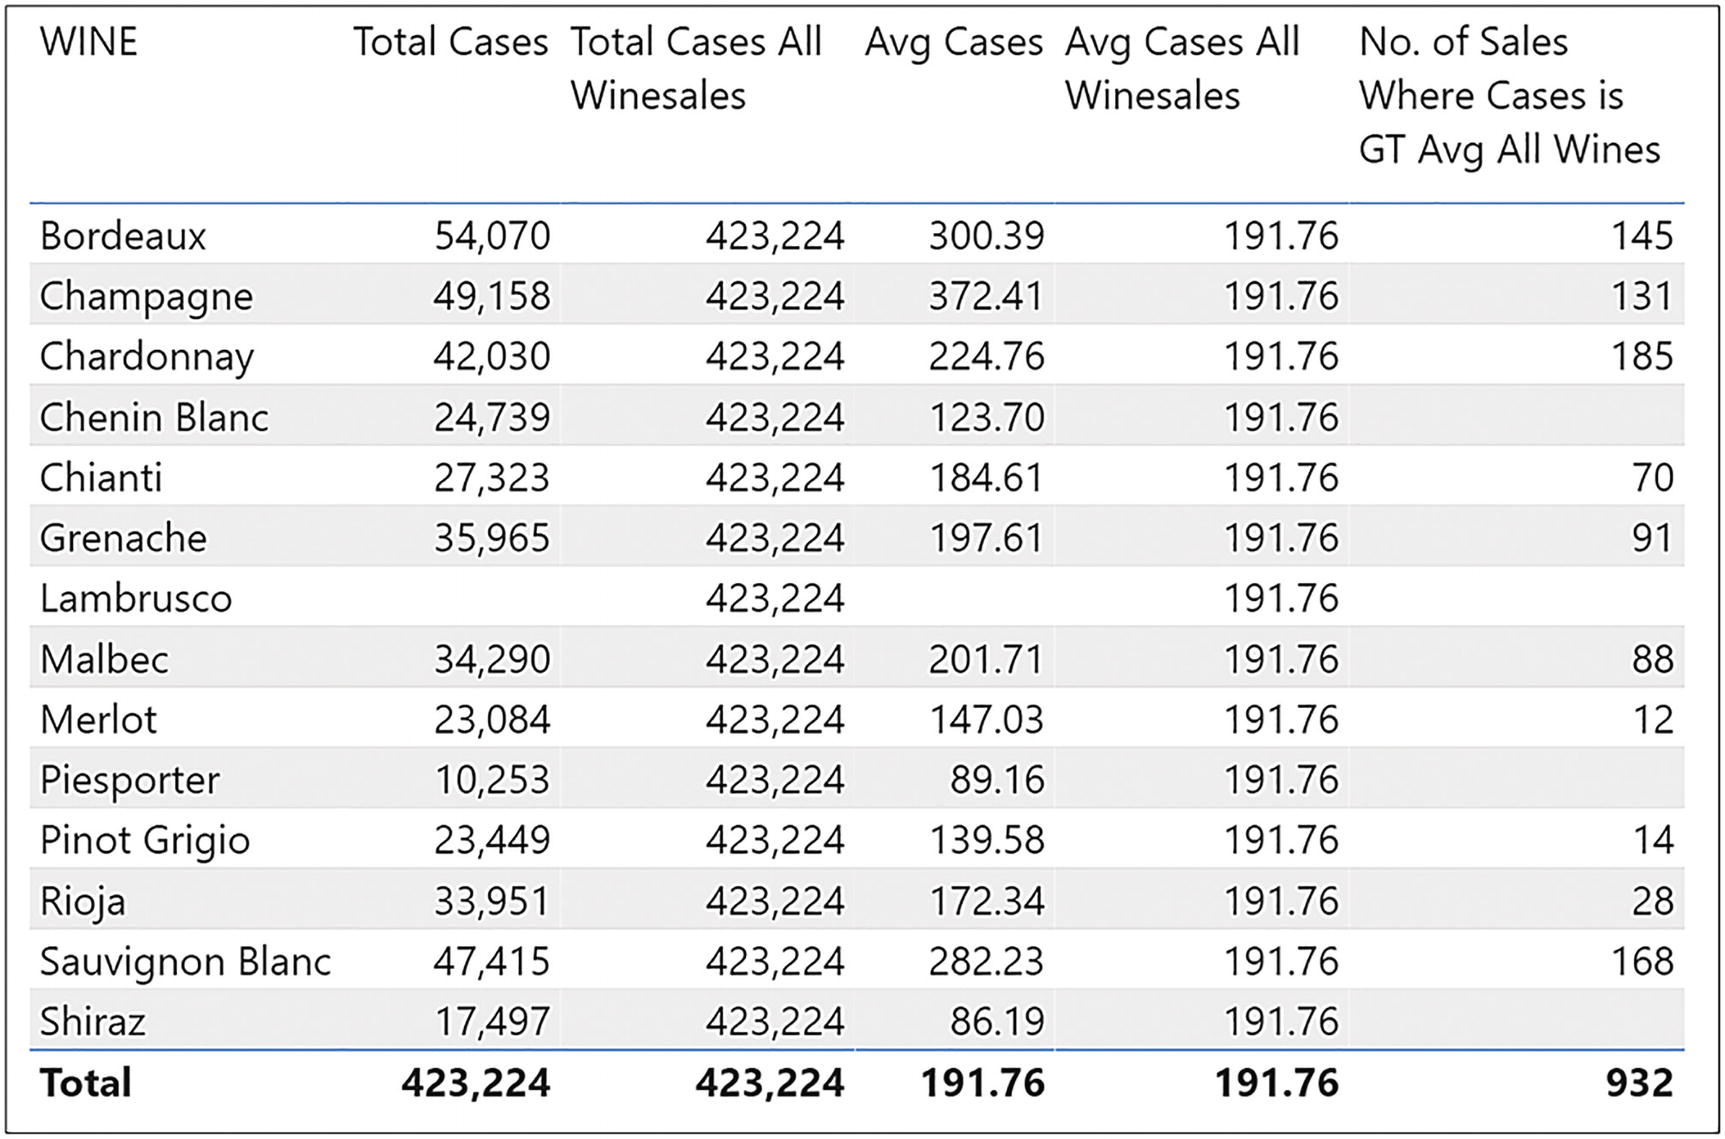 WINE Total Cases Total Cases All Avg Cases Avg Cases All No. of Sales
Winesales Winesales Where Cases is
GT Avg All Wines
Bordeaux 54,070 423,224 300.39 191.76 145
Champagne 49,158 423,224 372.41 191.76 131
Chardonnay 42,030 423,224 224.76 191.76 185
Chenin Blanc 24,739 423,224 123.70 191.76
Chianti 27,323 423,224 184.61 191.76 70
Grenache 35,965 423,224 197.61 191.76 91
Lambrusco 423,224 191.76
Malbec 34,290 423,224 201.71 191.76 88
Merlot 23,084 423,224 147.03 191.76 12
Piesporter 10,253 423,224 89.16 191.76
Pinot Grigio 23,449 423,224 139.58 191.76 14
Rioja 33,951 423,224 172.34 191.76 28
Sauvignon Blanc 47,415 423,224 282.23 191.76 168
Shiraz 17,497 423,224 86.19 191.76
Total 423,224 423,224 191.76 191.76 932